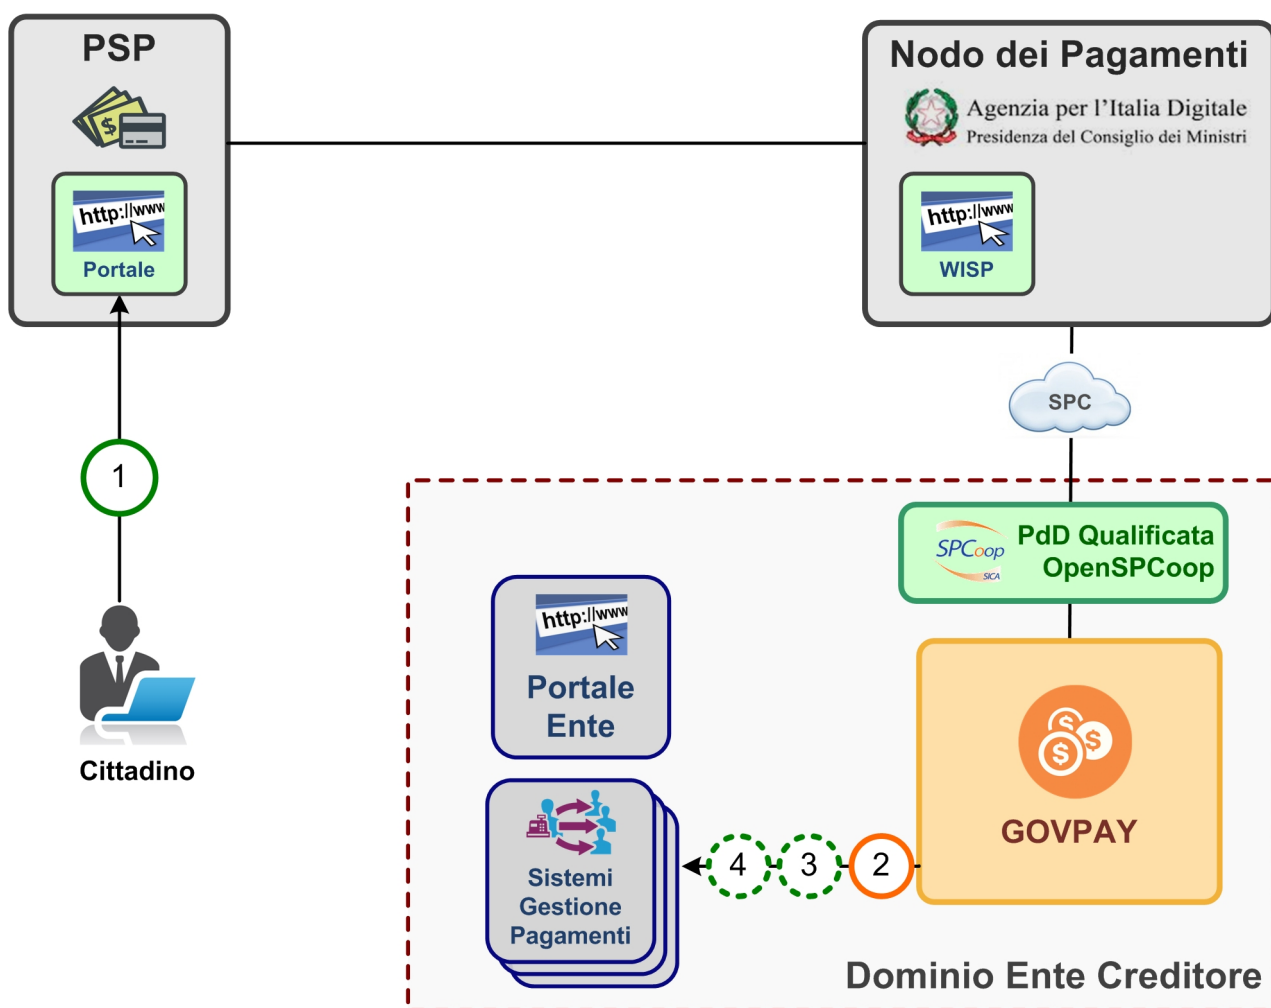 PSP
$
http://www
Portale
Nodo dei Pagamenti
Agenzia per l'Italia Digitale
Presidenza del Consiglio dei Ministri
http://www
WISP
SPC
1
Cittadino
SPCoop
SICA
PdD Qualificata
OpenSPCoop
http://www
Portale
Ente
$
$
$
GOVPAY
Sistemi
Gestione
Pagamenti
4
3
2
Dominio Ente Creditore